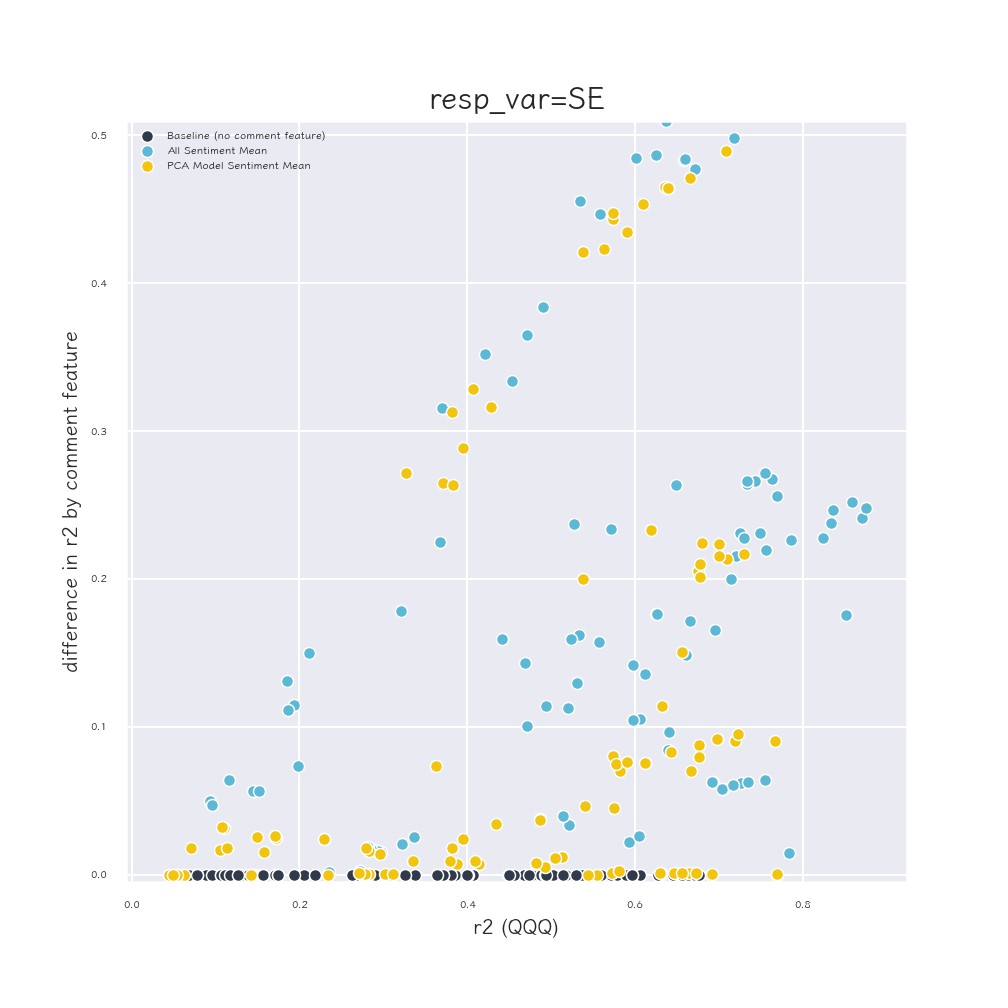 resp_var=SE
Baseline (no comment feature)
All Sentiment Mean
PCA Model Sentiment Mean
difference in r2 by comment feature
0.5
0.4
0.3
0.2
0.1
0.0
0.0 0.2 0.4 0.6 0.8
r2 (QQQ)